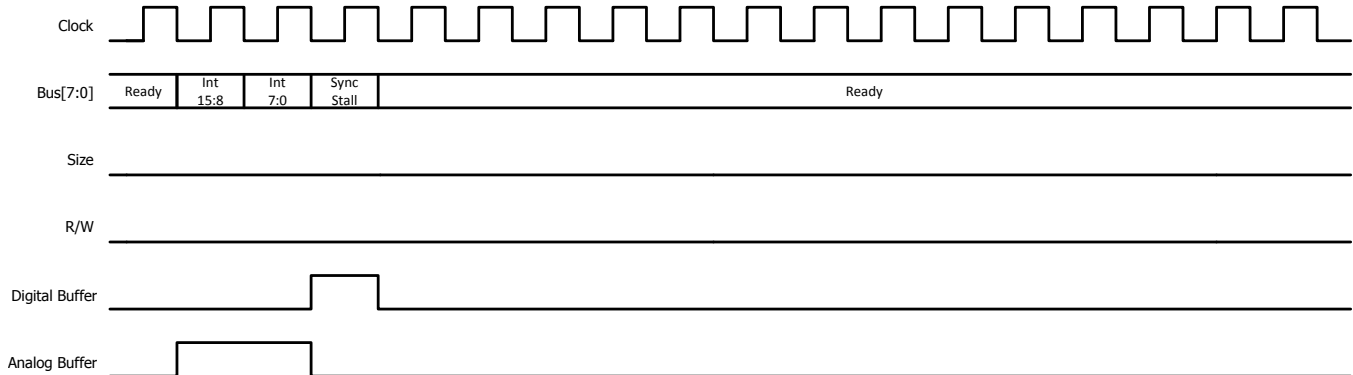 Clock
Bus[7:0]
Ready
Int
15:8
Int
7:0
Sync
Stall
Ready
Size
R/W
Digital Buffer
Analog Buffer